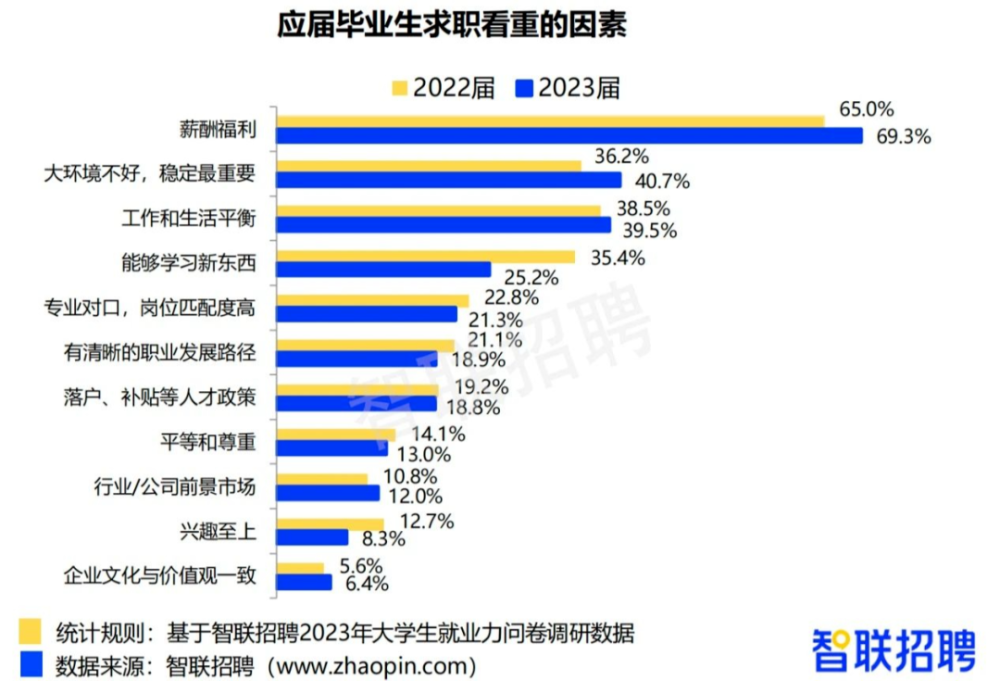 应届毕业生求职看重的因素
2022届 2023届
薪酬福利 65.0% 69.3%
大环境不好，稳定最重要 36.2% 40.7%
工作和生活平衡 38.5% 39.5%
能够学习新东西 35.4% 25.2%
专业对口，岗位匹配度高 22.8% 21.3%
有清晰的职业发展路径 21.1% 18.9%
落户、补贴等人才政策 19.2% 18.8%
平等和尊重 14.1% 13.0%
行业/公司前景市场 10.8% 12.0%
兴趣至上 12.7% 8.3%
企业文化与价值观一致 5.6% 6.4%
智联招聘
统计规则：基于智联招聘2023年大学生就业力问卷调研数据
数据来源：智联招聘（www.zhaopin.com）
智联招聘